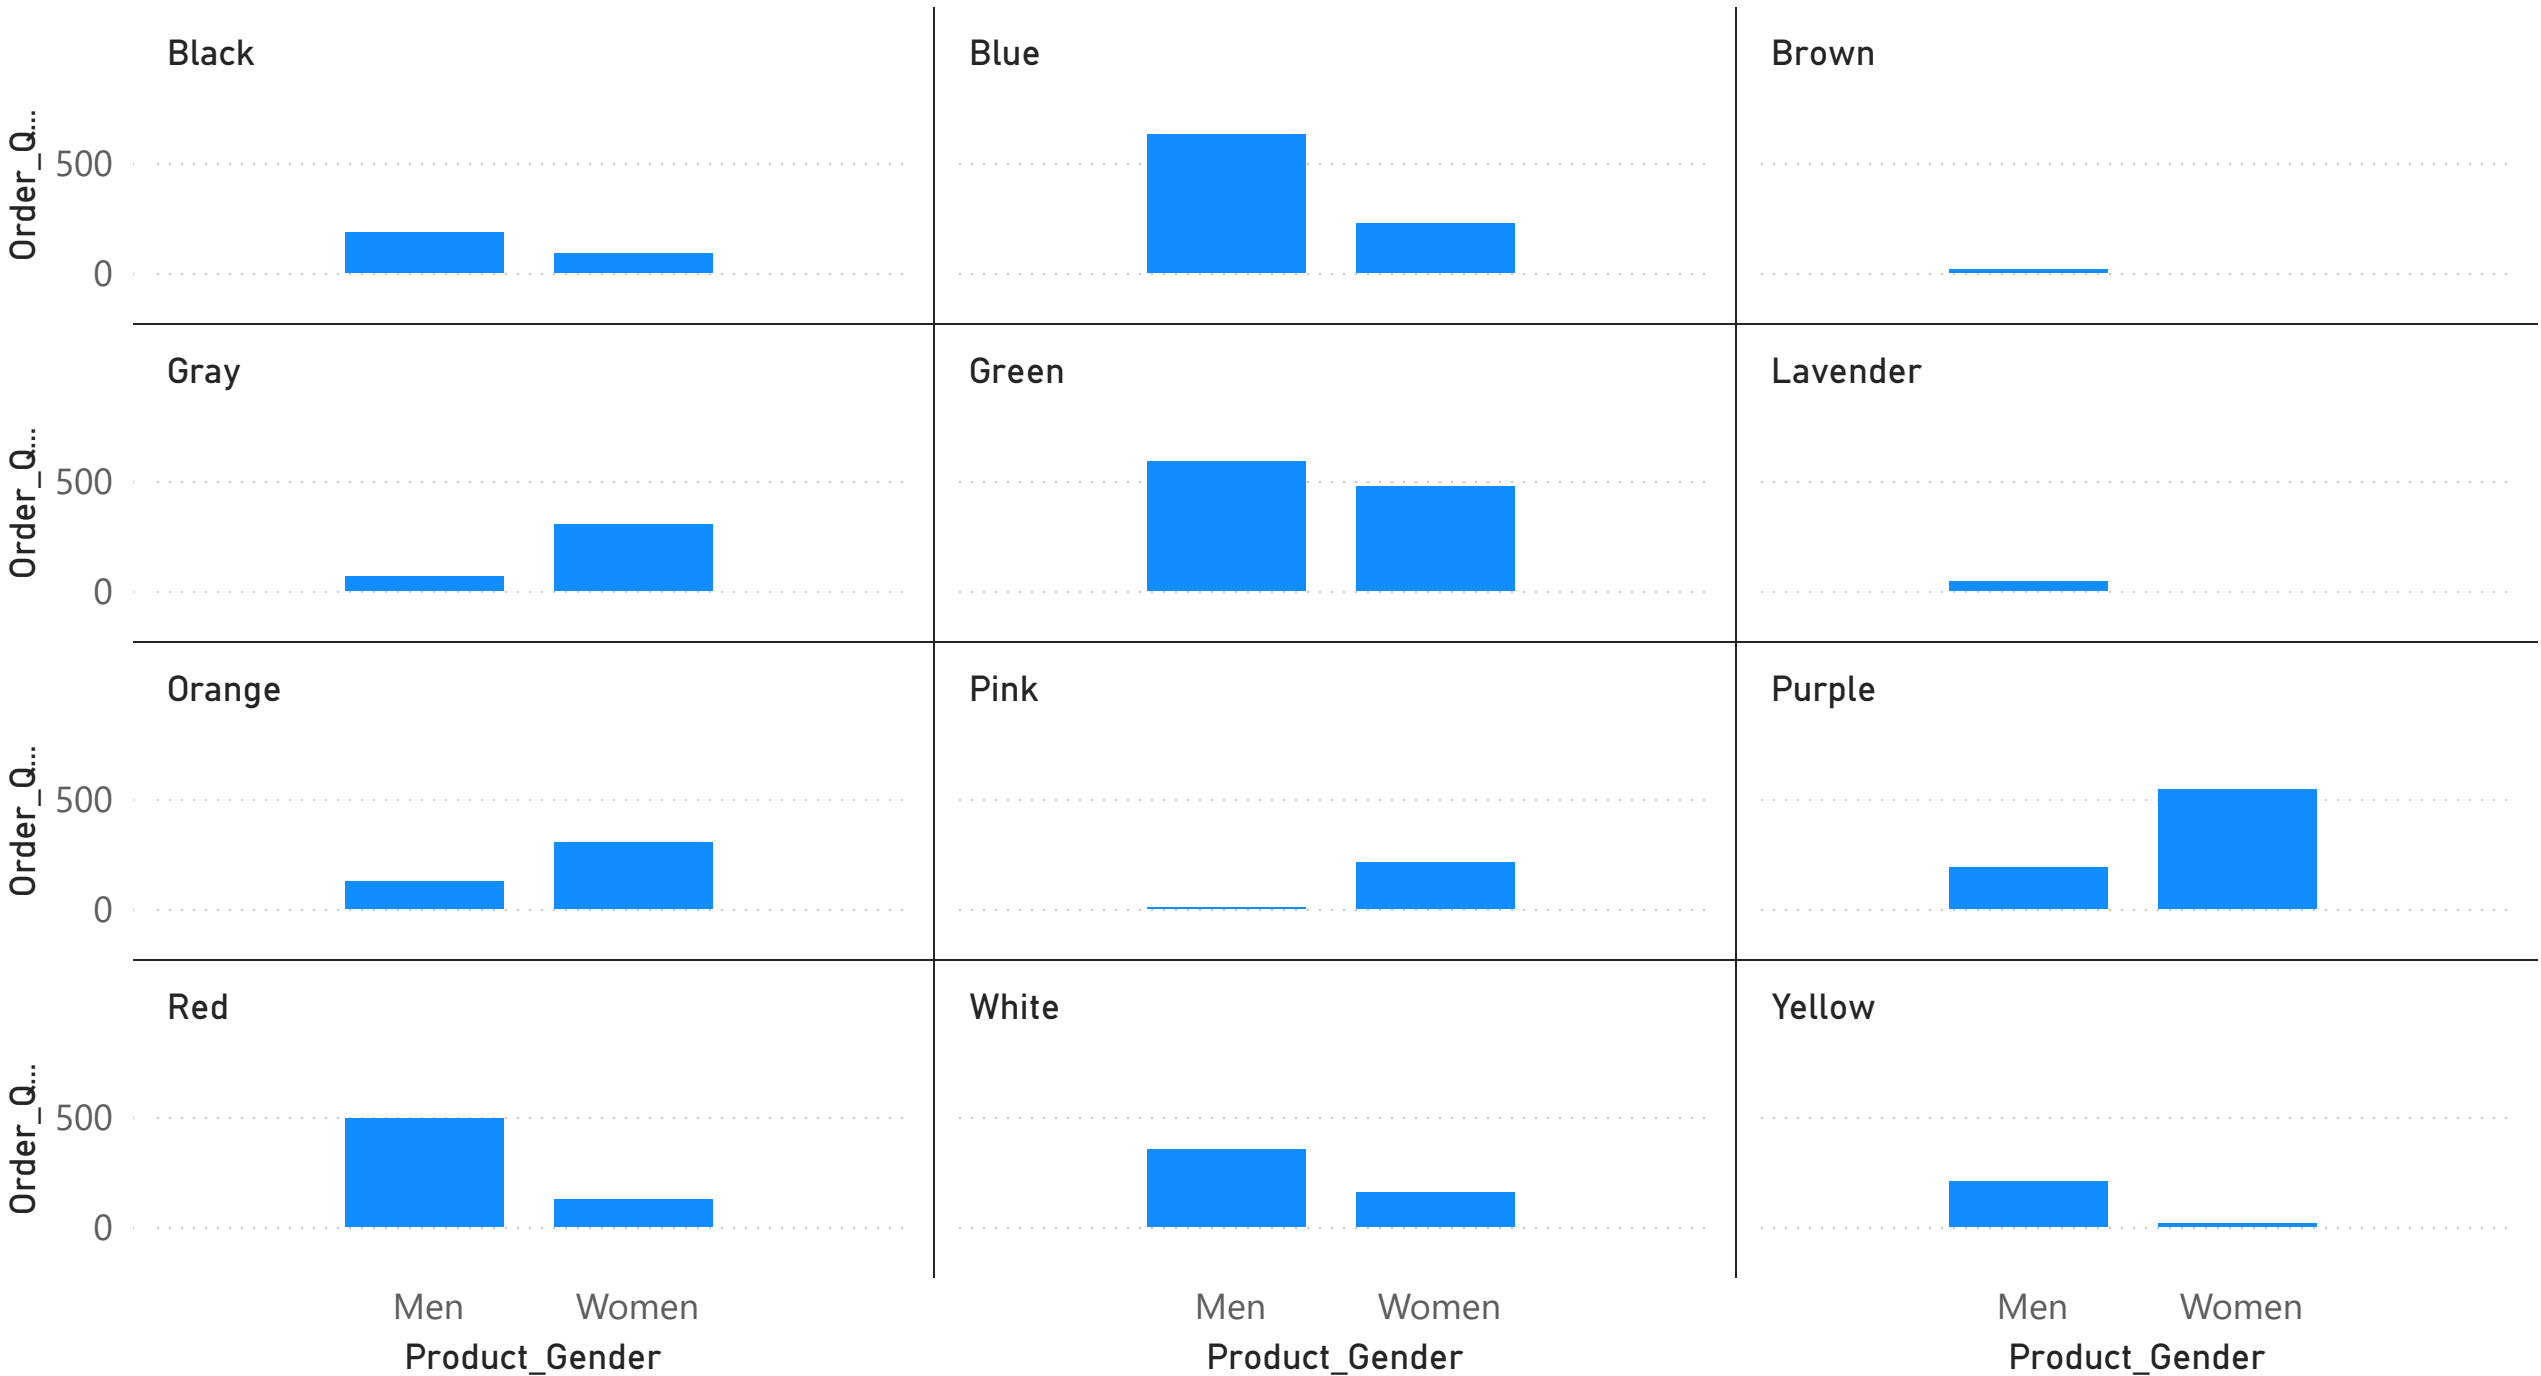 Black
Blue
Brown
Order_Q...
500
0
Gray
Green
Lavender
Order_Q...
500
0
Orange
Pink
Purple
Order_Q...
500
0
Red
White
Yellow
Order_Q...
500
0
Men Women
Men Women
Men Women
Product_Gender
Product_Gender
Product_Gender